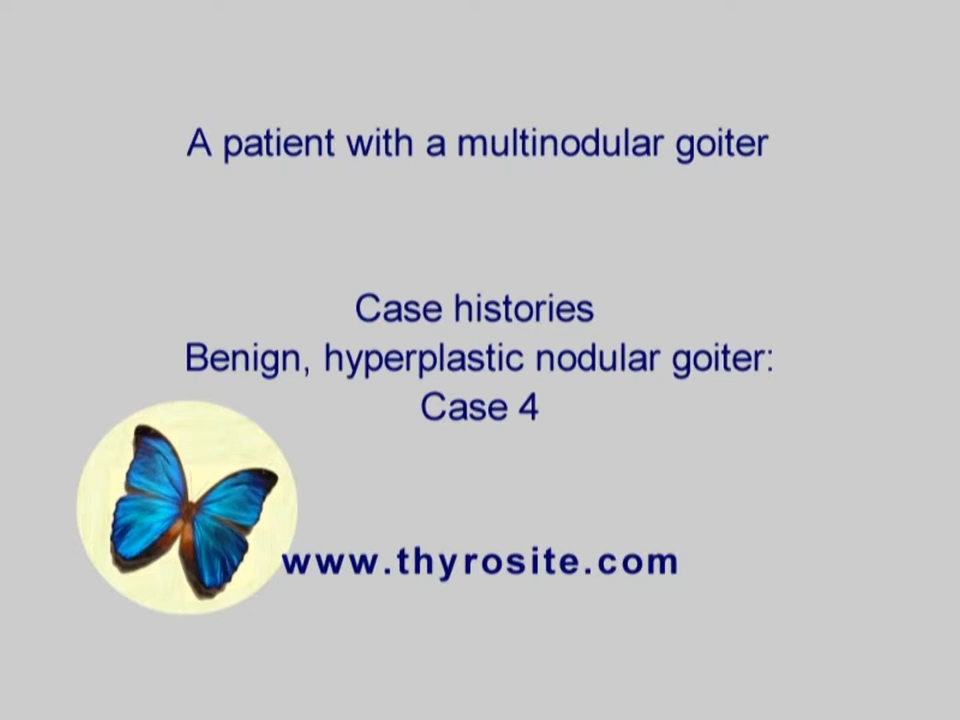 A patient with a multinodular goiter
Case histories
Benign, hyperplastic nodular goiter:
Case 4
www.thyrosite.com